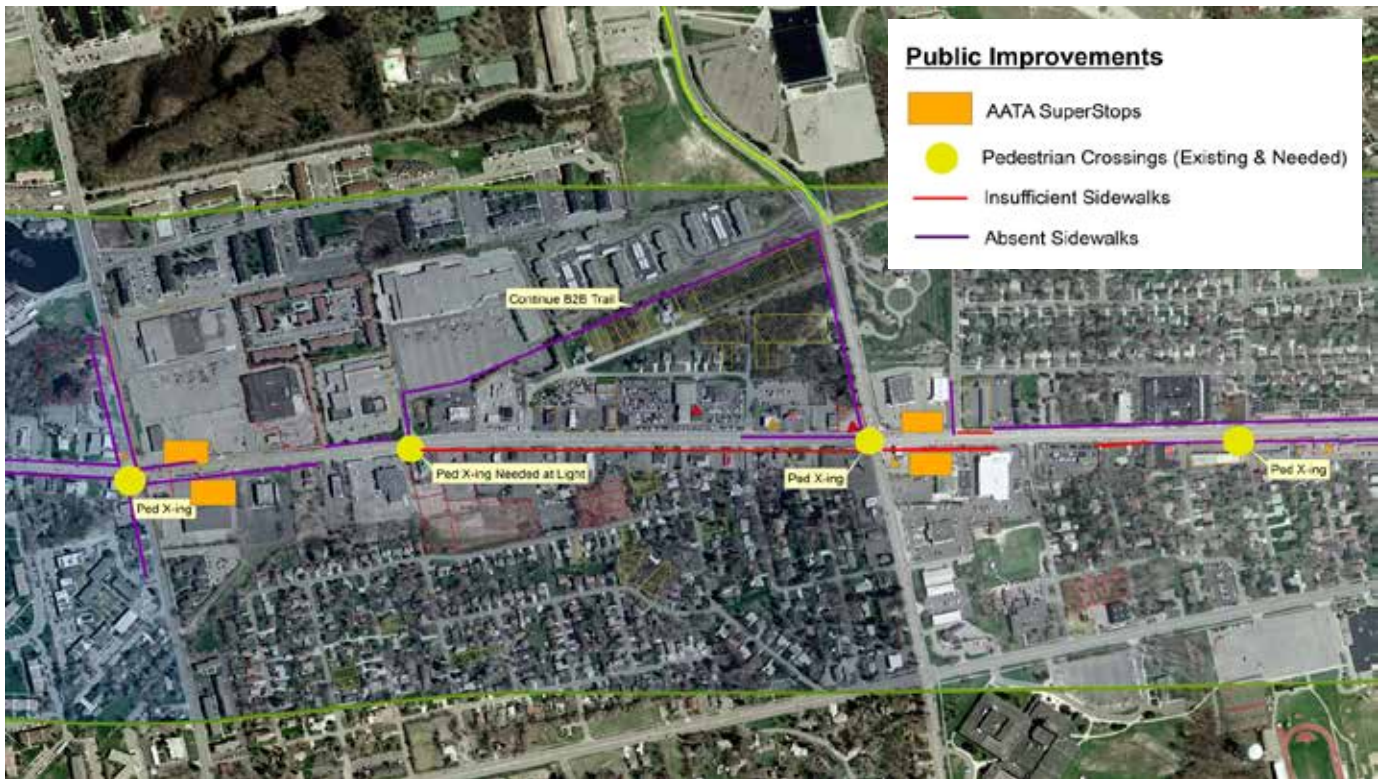 Public Improvements
AATA SuperStops
Pedestrian Crossings (Existing & Needed)
Insufficient Sidewalks
Absent Sidewalks
Continue B2B Trail
Ped X-ing Needed at Light
Ped X-ing
Ped X-ing
Ped X-ing